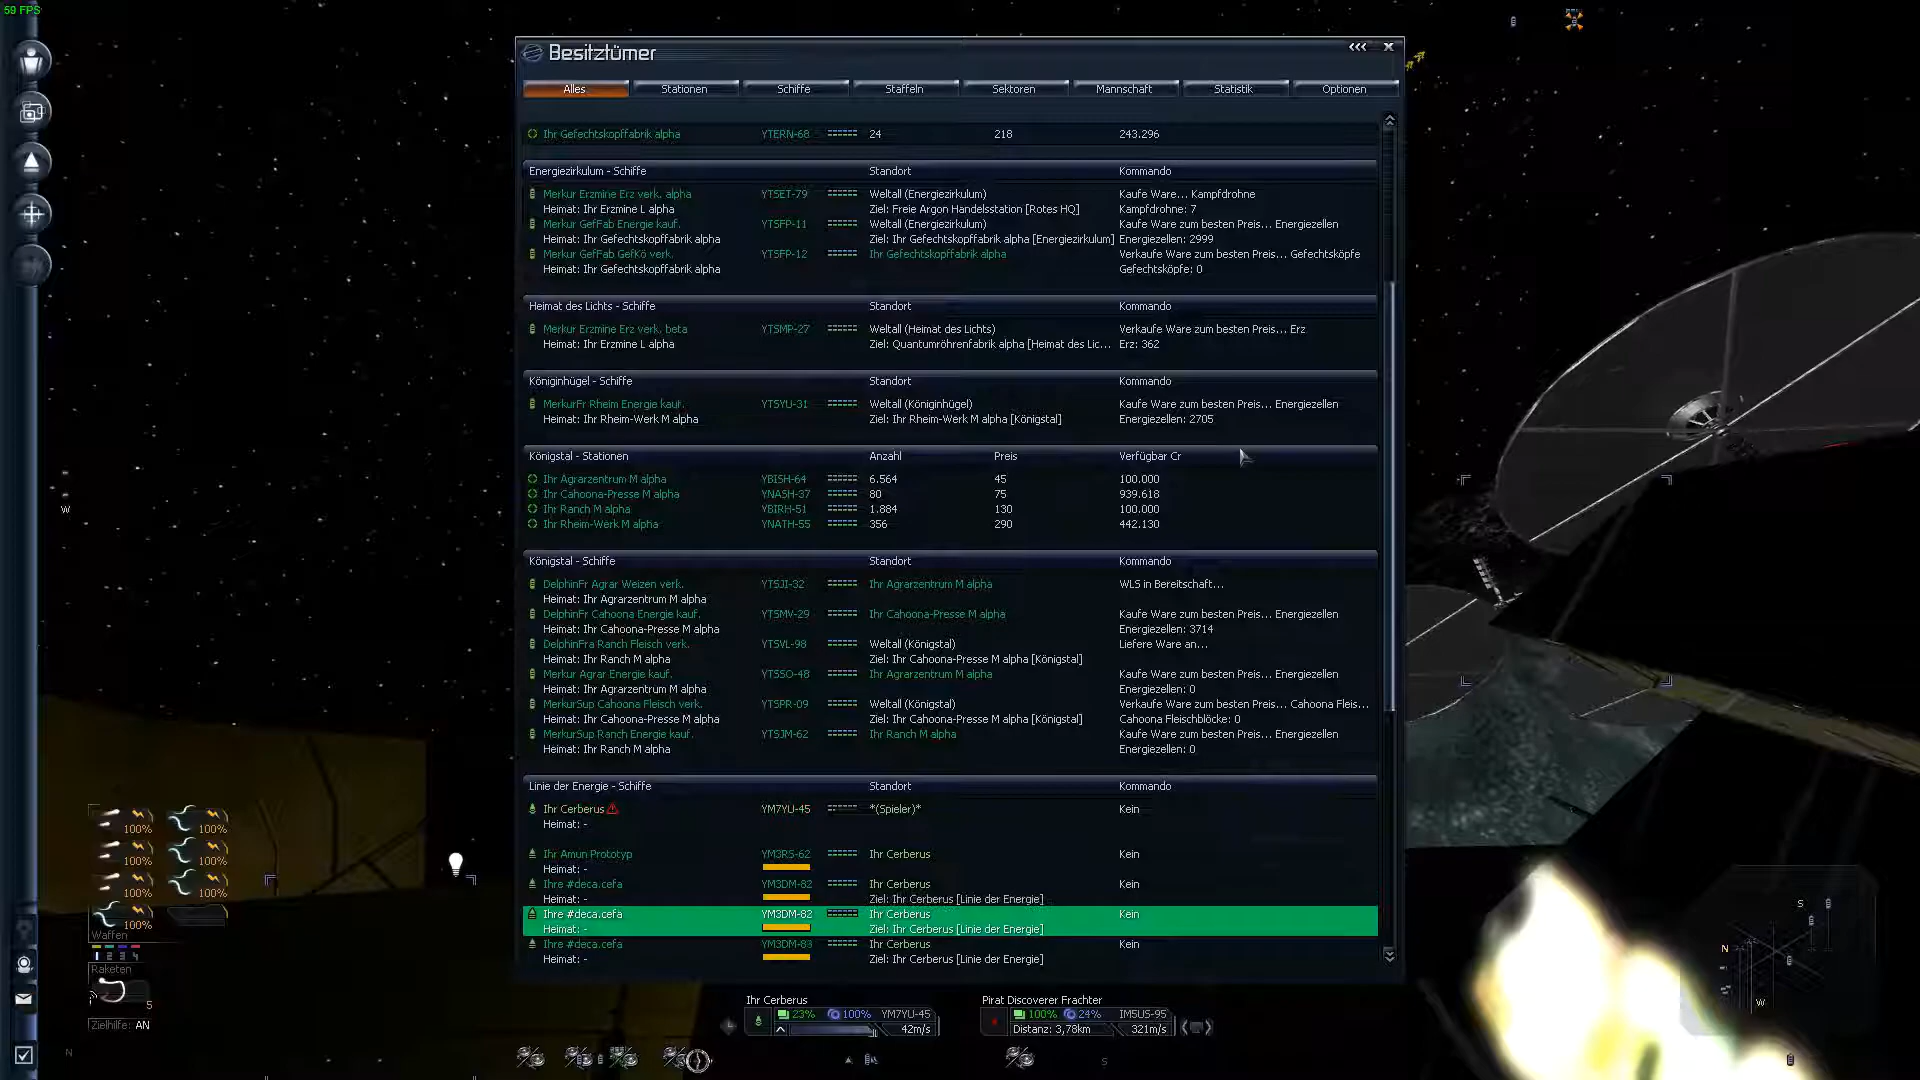 59 FPS
Besitztümer
Alles Stationen Schiffe Staffeln Sektoren Mannschaft Statistik Optionen
Ihr Gefechtskopffabrik alpha YTERN-68 24 218 243.296
Energiezirkulum - Schiffe Standort Kommando
Merkur Erzmine Erz verk. alpha YTSET-79 Weltall (Energiezirkulum) Kaufe Ware... Kampfdrohne
Heimat: Ihr Erzmine L alpha Ziel: Freie Argon Handelsstation [Rotes HQ] Kampfdrohne: 7
Merkur GefFab Energie kauf. YTSFP-11 Weltall (Energiezirkulum) Kaufe Ware zum besten Preis... Energiezellen
Heimat: Ihr Gefechtskopffabrik alpha Ziel: Ihr Gefechtskopffabrik alpha [Energiezirkulum] Energiezellen: 2999
Merkur GefFab GefKö verk. YTSFP-12 Ihr Gefechtskopffabrik alpha Verkaufe Ware zum besten Preis... Gefechtsköpfe
Heimat: Ihr Gefechtskopffabrik alpha Gefechtsköpfe: 0
Heimat des Lichts - Schiffe Standort Kommando
Merkur Erzmine Erz verk. beta YTSMP-27 Weltall (Heimat des Lichts) Verkaufe Ware zum besten Preis... Erz
Heimat: Ihr Erzmine L alpha Ziel: Quantumröhrenfabrik alpha [Heimat des Lic... Erz: 362
Königinhügel - Schiffe Standort Kommando
MerkurFr Rheim Energie kauf. YTSYU-31 Weltall (Königinhügel) Kaufe Ware zum besten Preis... Energiezellen
Heimat: Ihr Rheim-Werk M alpha Ziel: Ihr Rheim-Werk M alpha [Königstal] Energiezellen: 2705
Königstal - Stationen Anzahl Preis Verfügbar Cr
Ihr Agrarzentrum M alpha YBISH-64 6.564 45 100.000
Ihr Cahoona-Presse M alpha YNASH-37 80 75 939.618
Ihr Ranch M alpha YBIRH-51 1.884 130 100.000
Ihr Rheim-Werk M alpha YNATH-55 356 290 442.130
Königstal - Schiffe Standort Kommando
DelphinFr Agrar Weizen verk. YTSJI-32 Ihr Agrarzentrum M alpha WLS in Bereitschaft...
Heimat: Ihr Agrarzentrum M alpha
DelphinFr Cahoona Energie kauf. YTSMV-29 Ihr Cahoona-Presse M alpha Kaufe Ware zum besten Preis... Energiezellen
Heimat: Ihr Cahoona-Presse M alpha Energiezellen: 3714
DelphinFra Ranch Fleisch verk. YTSVL-98 Weltall (Königstal) Liefere Ware an...
Heimat: Ihr Ranch M alpha Ziel: Ihr Cahoona-Presse M alpha [Königstal]
Merkur Agrar Energie kauf. YTSSO-48 Ihr Agrarzentrum M alpha Kaufe Ware zum besten Preis... Energiezellen
Heimat: Ihr Agrarzentrum M alpha Energiezellen: 0
MerkurSup Cahoona Fleisch verk. YTSPR-09 Weltall (Königstal) Verkaufe Ware zum besten Preis... Cahoona Fleis...
Heimat: Ihr Cahoona-Presse M alpha Ziel: Ihr Cahoona-Presse M alpha [Königstal] Cahoona Fleischblöcke: 0
MerkurSup Ranch Energie kauf. YTSJM-62 Ihr Ranch M alpha Kaufe Ware zum besten Preis... Energiezellen
Heimat: Ihr Ranch M alpha Energiezellen: 0
Linie der Energie - Schiffe Standort Kommando
Ihr Cerberus YM7YU-45 *(Spieler)* Kein
Heimat: -
Ihr Amun Prototyp YM3RS-62 Ihr Cerberus Kein
Heimat: -
Ihre #deca.cefa YM3DM-82 Ihr Cerberus Kein
Heimat: - Ziel: Ihr Cerberus [Linie der Energie]
Ihre #deca.cefa YM3DM-82 Ihr Cerberus Kein
Heimat: - Ziel: Ihr Cerberus [Linie der Energie]
Ihre #deca.cefa YM3DM-83 Ihr Cerberus Kein
Heimat: - Ziel: Ihr Cerberus [Linie der Energie]
W
100% 100%
100% 100%
100% 100%
100%
Waffen
1 2 3 4
Raketen
5
Zielhilfe: AN
N
Ihr Cerberus
23% 100% YM7YU-45
42m/s
Pirat Discoverer Frachter
100% 24% IM5US-95
Distanz: 3,78km 321m/s
S
S
N
W